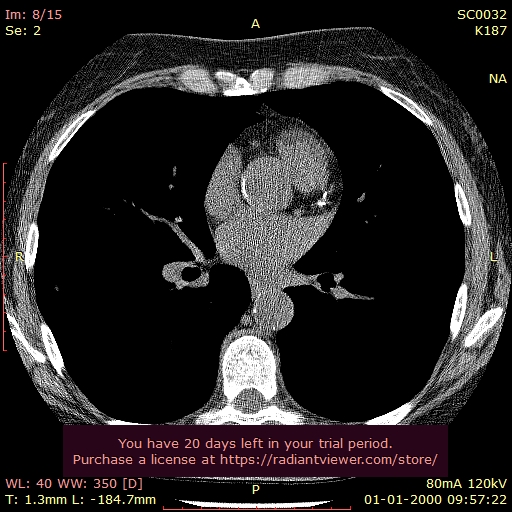 Im: 8/15
Se: 2
A
SC0032
K187
NA
R
L
You have 20 days left in your trial period.
Purchase a license at https://radiantviewer.com/store/
WL: 40 WW: 350 [D]
T: 1.3mm L: -184.7mm
P
80mA 120kV
01-01-2000 09:57:22